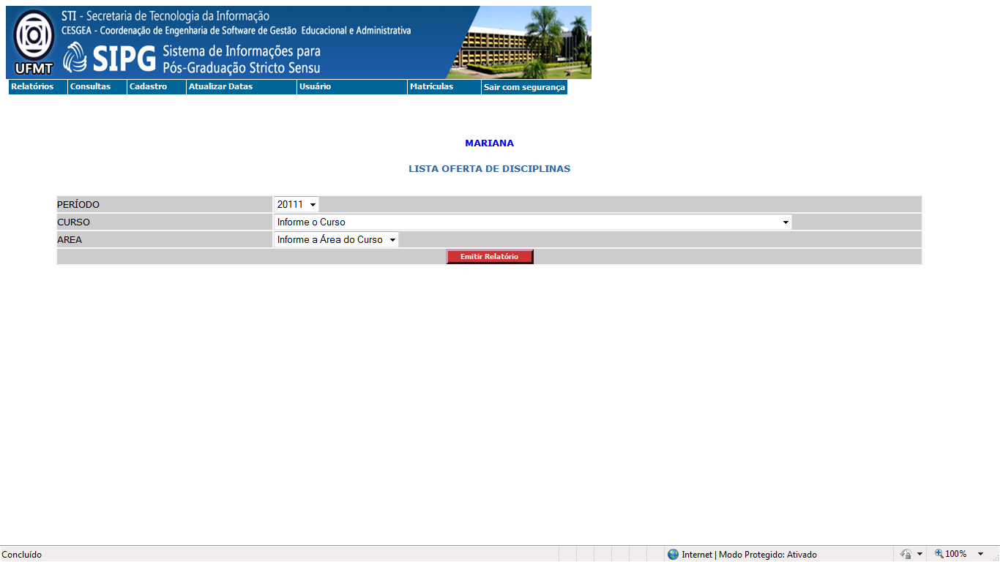 STI - Secretaria de Tecnologia da Informação
CESGEA - Coordenação de Engenharia de Software de Gestão Educacional e Administrativa
UFMT
SIPG
Sistema de Informações para
Pós-Graduação Stricto Sensu
Relatórios Consultas Cadastro Atualizar Datas Usuário Matrículas Sair com segurança
MARIANA
LISTA OFERTA DE DISCIPLINAS
PERÍODO 20111
CURSO Informe o Curso
AREA Informe a Área do Curso
Emitir Relatório
Concluído Internet | Modo Protegido: Ativado 100%